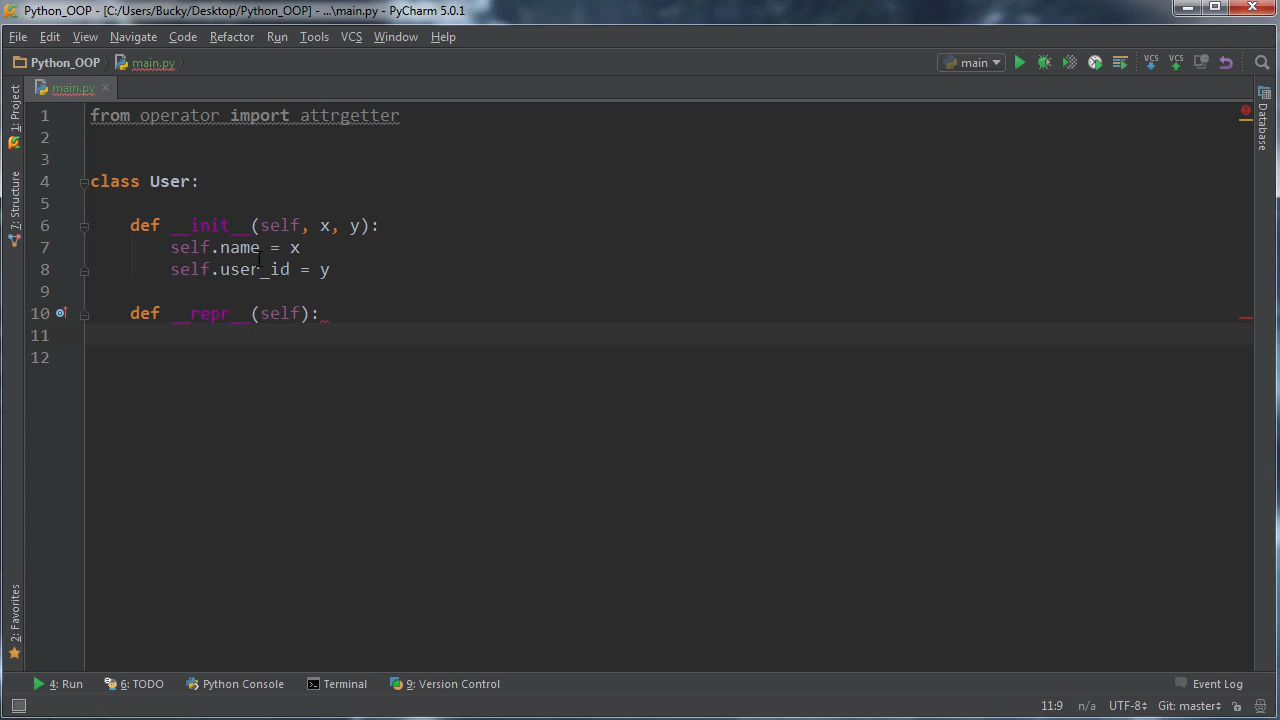 Python_OOP - [C:/Users/Bucky/Desktop/Python_OOP] - ...\main.py - PyCharm 5.0.1
File Edit View Navigate Code Refactor Run Tools VCS Window Help
Python_OOP main.py main VCS VCS
main.py
1 from operator import attrgetter
2
3
4 class User:
5
6 def __init__(self, x, y):
7 self.name = x
8 self.user_id = y
9
10 def __repr__(self):
11
12
1: Project
7: Structure
2: Favorites
Database
4: Run 6: TODO Python Console Terminal 9: Version Control Event Log
11:9 n/a UTF-8 Git: master